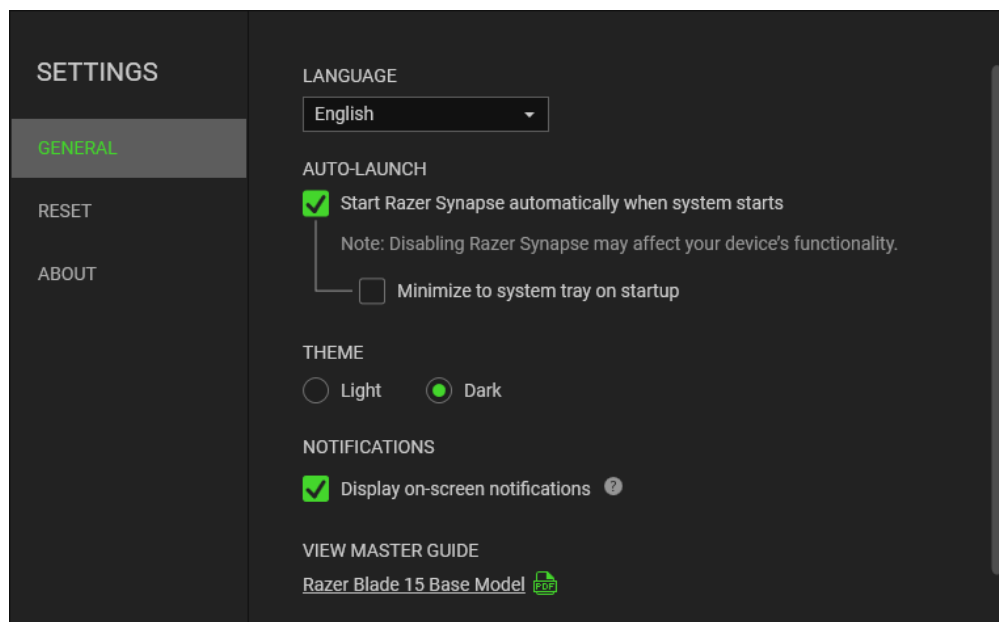 SETTINGS
GENERAL
RESET
ABOUT
LANGUAGE
English
AUTO-LAUNCH
Start Razer Synapse automatically when system starts
Note: Disabling Razer Synapse may affect your device’s functionality.
Minimize to system tray on startup
THEME
Light Dark
NOTIFICATIONS
Display on-screen notifications ?
VIEW MASTER GUIDE
Razer Blade 15 Base Model PDF